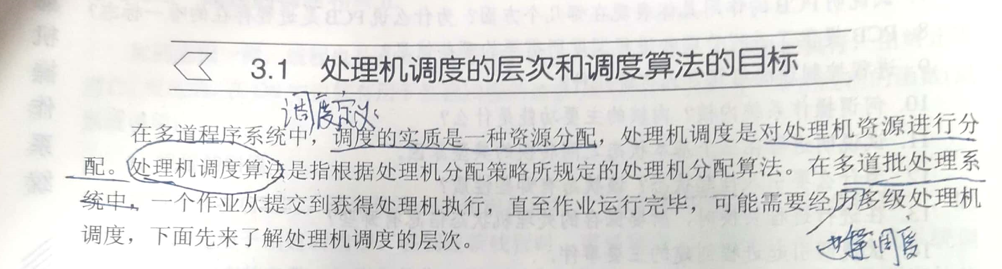 3.1 处理机调度的层次和调度算法的目标
调度定义
在多道程序系统中，调度的实质是一种资源分配，处理机调度是对处理机资源进行分
配。处理机调度算法是指根据处理机分配策略所规定的处理机分配算法。在多道批处理系
统中，一个作业从提交到获得处理机执行，直至作业运行完毕，可能需要经历多级处理机
调度，下面先来了解处理机调度的层次。
进程调度